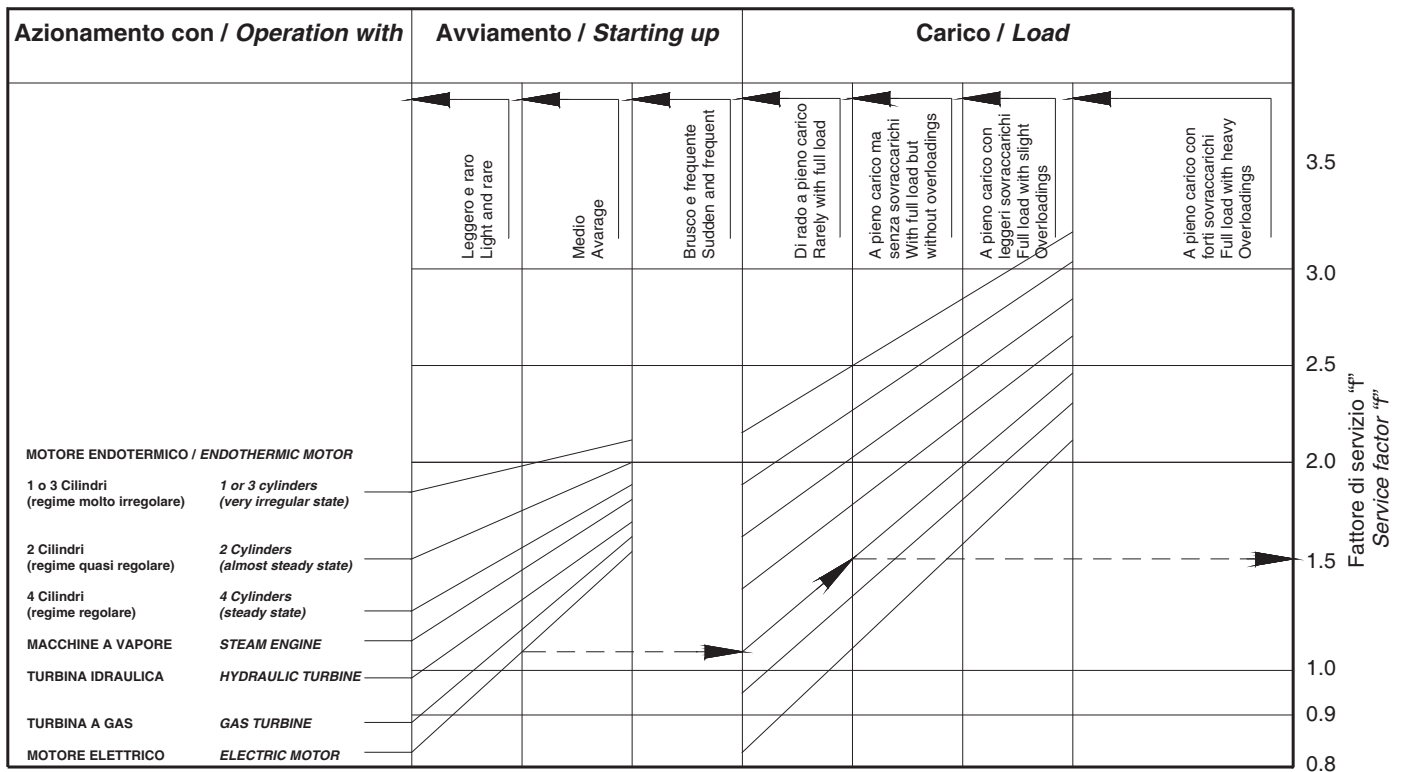 Azionamento con / Operation with
Avviamento / Starting up
Carico / Load
Leggero e raro
Light and rare
Medio
Avarage
Brusco e frequente
Sudden and frequent
Di rado a pieno carico
Rarely with full load
A pieno carico ma
senza sovraccarichi
With full load but
without overloadings
A pieno carico con
leggeri sovraccarichi
Full load with slight
Overloadings
A pieno carico con
forti sovraccarichi
Full load with heavy
Overloadings
3.5
3.0
2.5
2.0
1.5
1.0
0.9
0.8
Fattore di servizio “f”
Service factor “f”
MOTORE ENDOTERMICO / ENDOTHERMIC MOTOR
1 o 3 Cilindri 1 or 3 cylinders
(regime molto irregolare) (very irregular state)
2 Cilindri 2 Cylinders
(regime quasi regolare) (almost steady state)
4 Cilindri 4 Cylinders
(regime regolare) (steady state)
MACCHINE A VAPORE STEAM ENGINE
TURBINA IDRAULICA HYDRAULIC TURBINE
TURBINA A GAS GAS TURBINE
MOTORE ELETTRICO ELECTRIC MOTOR